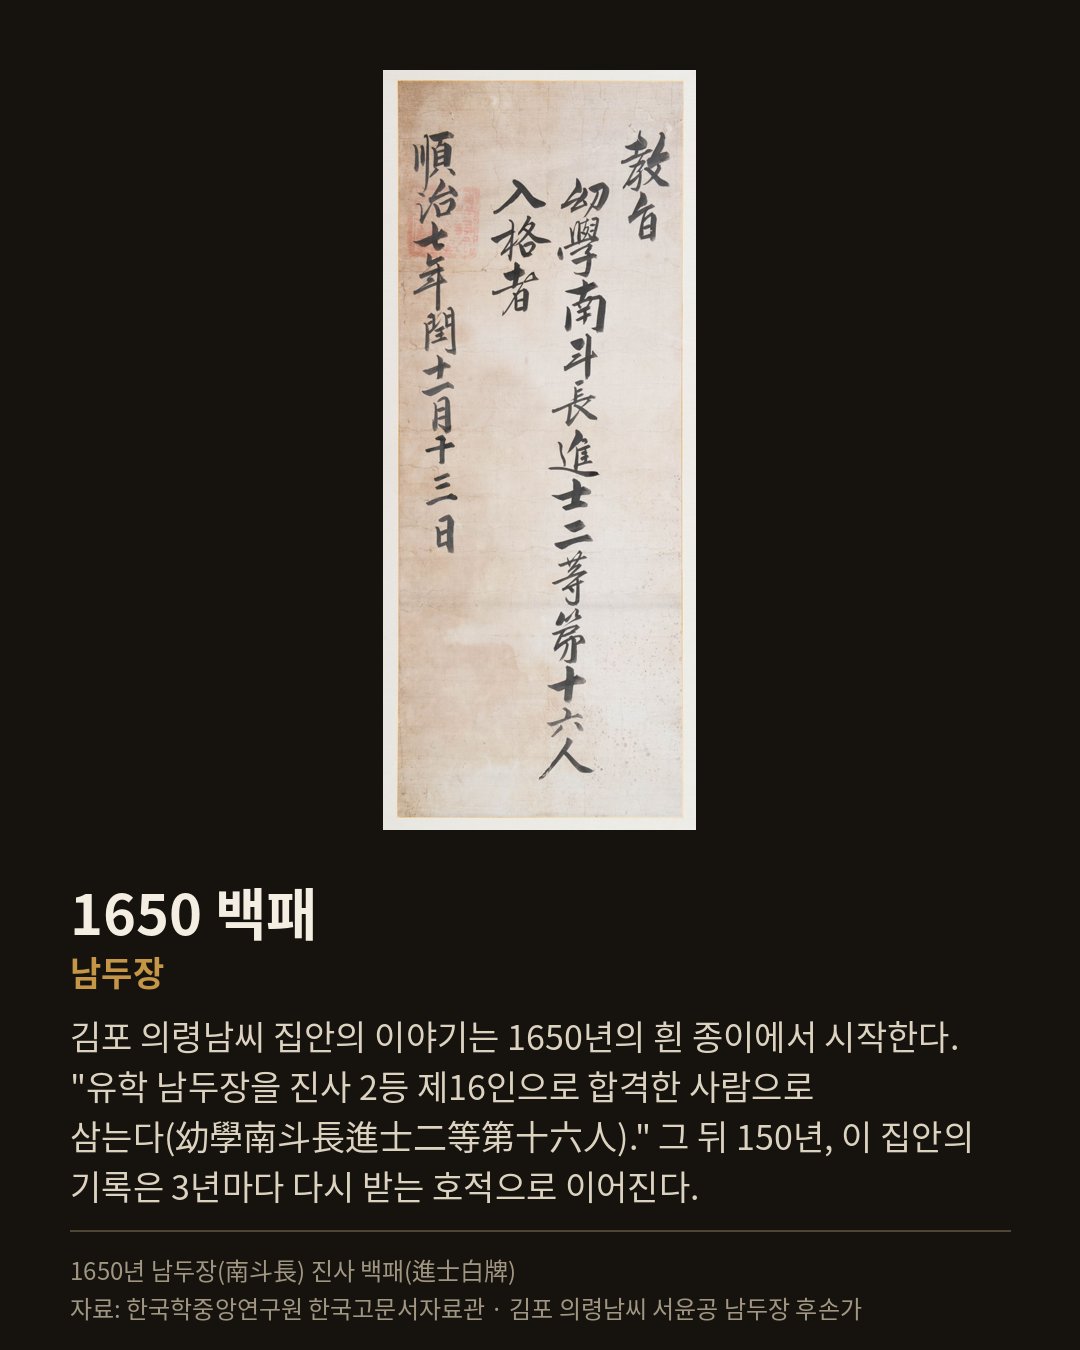 教旨
幼學南斗長進士二等第十六人
入格者
順治七年閏十一月十三日
1650 백패
남두장
김포 의령남씨 집안의 이야기는 1650년의 흰 종이에서 시작한다.
"유학 남두장을 진사 2등 제16인으로 합격한 사람으로
삼는다(幼學南斗長進士二等第十六人)." 그 뒤 150년, 이 집안의
기록은 3년마다 다시 받는 호적으로 이어진다.
1650년 남두장(南斗長) 진사 백패(進士白牌)
자료: 한국학중앙연구원 한국고문서자료관 · 김포 의령남씨 서윤공 남두장 후손가